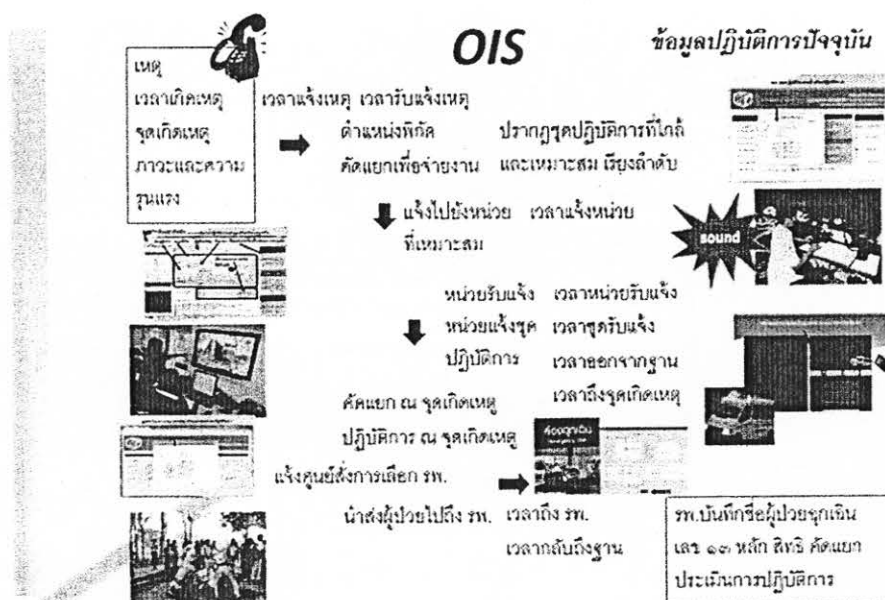 OIS
ข้อมูลปฏิบัติการปัจจุบัน
เหตุ
เวลาเกิดเหตุ
จุดเกิดเหตุ
ภาวะและความ
รุนแรง
เวลาแจ้งเหตุ เวลารับแจ้งเหตุ
ตำแหน่งพิกัด
คัดแยกเพื่อจ่ายงาน
ปรากฏชุดปฏิบัติการที่ใกล้
และเหมาะสม เรียงลำดับ
แจ้งไปยังหน่วย เวลาแจ้งหน่วย
ที่เหมาะสม
sound
หน่วยรับแจ้ง เวลาหน่วยรับแจ้ง
หน่วยแจ้งชุด เวลาชุดรับแจ้ง
ปฏิบัติการ เวลาออกจากฐาน
เวลาถึงจุดเกิดเหตุ
คัดแยก ณ จุดเกิดเหตุ
ปฏิบัติการ ณ จุดเกิดเหตุ
ห้องฉุกเฉิน
แจ้งศูนย์สั่งการเลือก รพ.
นำส่งผู้ป่วยไปถึง รพ. เวลาถึง รพ.
เวลากลับถึงฐาน
รพ.บันทึกชื่อผู้ป่วยฉุกเฉิน
เลข ๑๓ หลัก สิทธิ คัดแยก
ประเมินการปฏิบัติการ